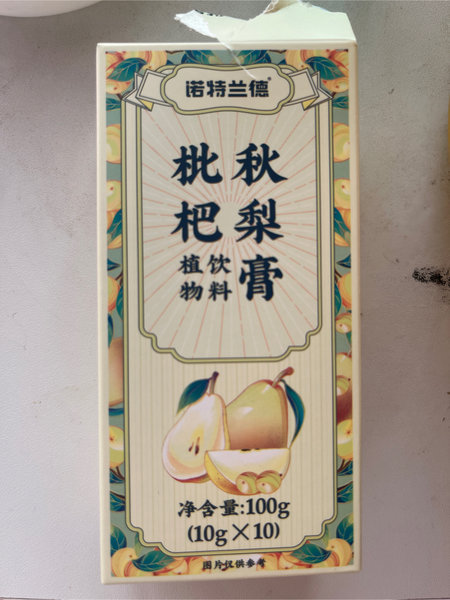 诺特兰德®
秋梨膏
枇杷
饮料
植物
净含量:100g
(10g×10)
图片仅供参考